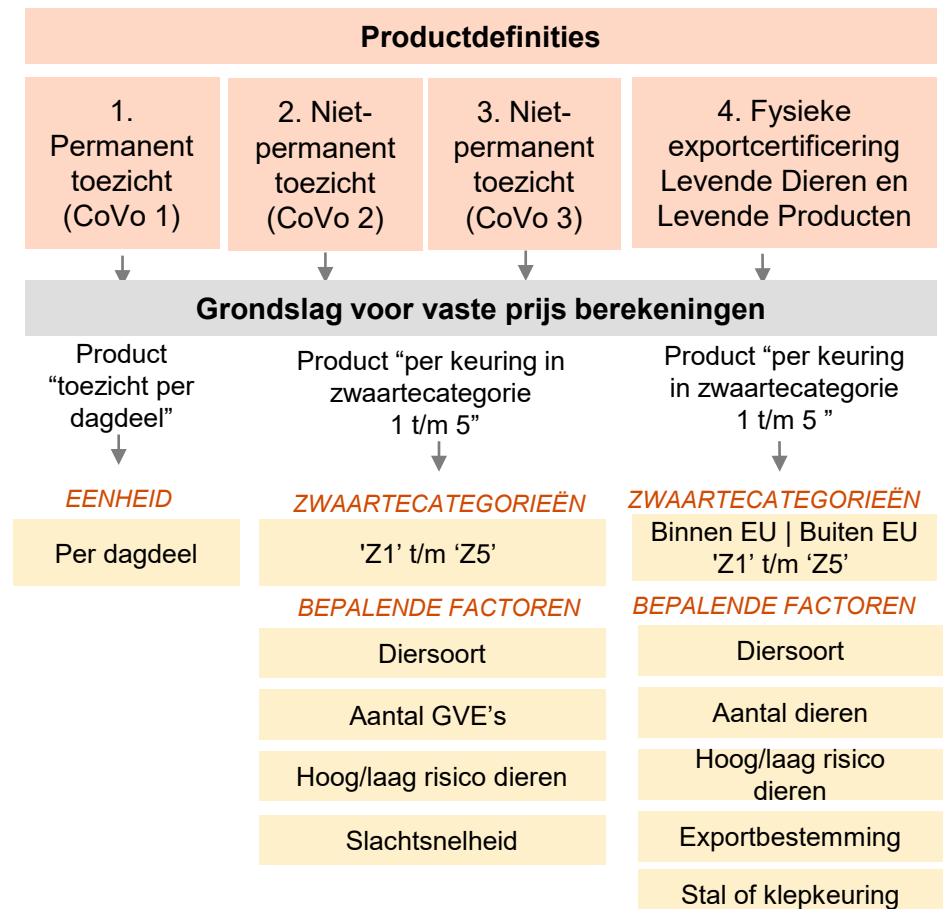 Productdefinities
1.
Permanent
toezicht
(CoVo 1)
2. Niet-
permanent
toezicht
(CoVo 2)
3. Niet-
permanent
toezicht
(CoVo 3)
4. Fysieke
exportcertificering
Levende Dieren en
Levende Producten
Grondslag voor vaste prijs berekeningen
Product
“toezicht per
dagdeel”
EENHEID
Per dagdeel
Product “per keuring in
zwaartecategorie
1 t/m 5”
ZWAARTECATEGORIEËN
'Z1’ t/m ‘Z5’
BEPALENDE FACTOREN
Diersoort
Aantal GVE’s
Hoog/laag risico dieren
Slachtsnelheid
Product “per keuring
in zwaartecategorie
1 t/m 5 ”
ZWAARTECATEGORIEËN
Binnen EU | Buiten EU
'Z1’ t/m ‘Z5’
BEPALENDE FACTOREN
Diersoort
Aantal dieren
Hoog/laag risico
dieren
Exportbestemming
Stal of klepkeuring